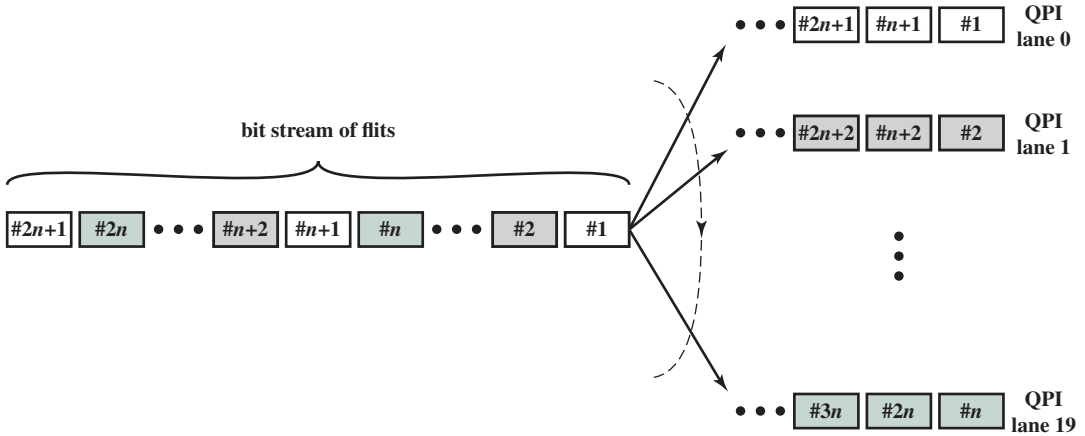 #2n+1 #n+1 #1 QPI lane 0
bit stream of flits
#2n+2 #n+2 #2 QPI lane 1
#2n+1 #2n #n+2 #n+1 #n #2 #1
#3n #2n #n QPI lane 19